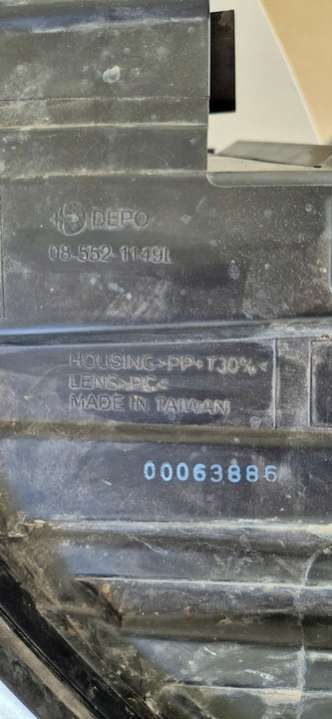 DEPO
08-552-1149L
HOUSING>PP+T30%<
LENS>PC<
MADE IN TAIWAN
00063886